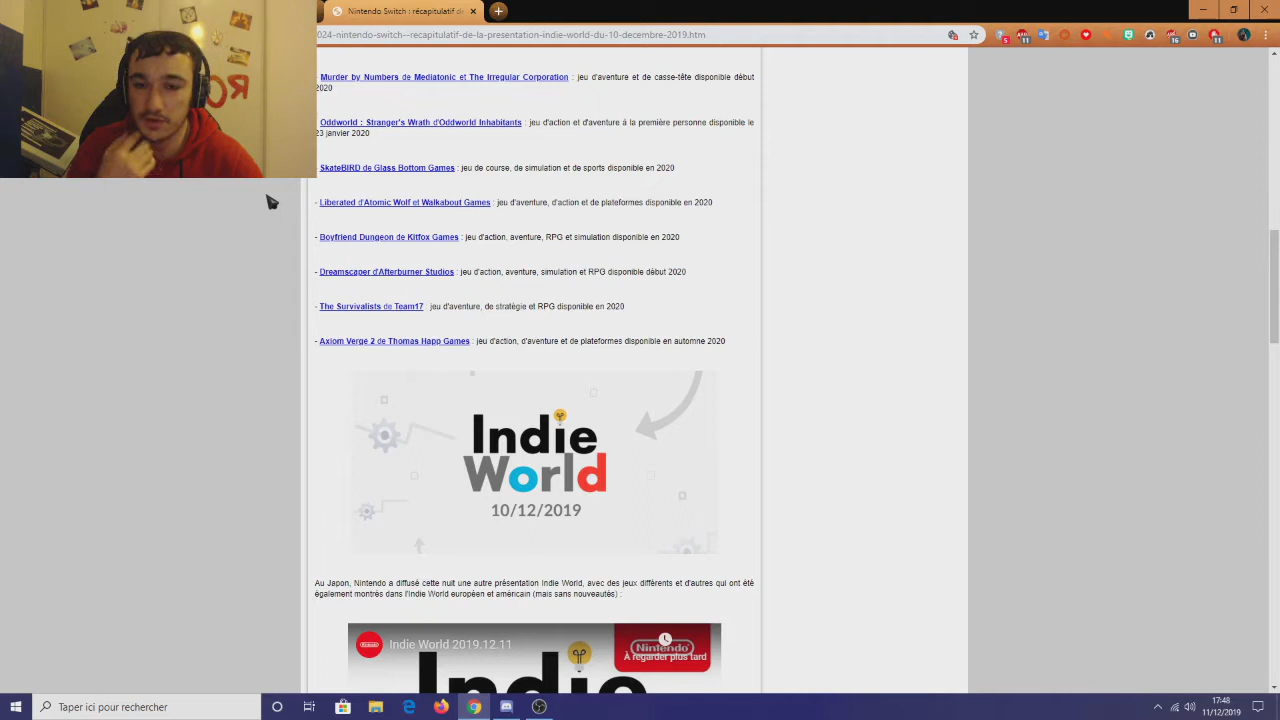 Nintendo Switch : présentation
024-nintendo-switch--recapitulatif-de-la-presentation-indie-world-du-10-decembre-2019.htm
Murder by Numbers de Mediatonic et The Irregular Corporation : jeu d'aventure et de casse-tête disponible début
2020
Oddworld : Stranger's Wrath d'Oddworld Inhabitants : jeu d'action et d'aventure à la première personne disponible le
23 janvier 2020
SkateBIRD de Glass Bottom Games : jeu de course, de simulation et de sports disponible en 2020
- Liberated d'Atomic Wolf et Walkabout Games : jeu d'aventure, d'action et de plateformes disponible en 2020
- Boyfriend Dungeon de Kitfox Games : jeu d'action, aventure, RPG et simulation disponible en 2020
- Dreamscaper d'Afterburner Studios : jeu d'action, aventure, simulation et RPG disponible début 2020
- The Survivalists de Team17 : jeu d'aventure, de stratégie et RPG disponible en 2020
- Axiom Verge 2 de Thomas Happ Games : jeu d'action, d'aventure et de plateformes disponible en automne 2020
Indie
World
10/12/2019
Au Japon, Nintendo a diffusé cette nuit une autre présentation Indie World, avec des jeux différents et d'autres qui ont été
également montrés dans l'Indie World européen et américain (mais sans nouveautés) :
Indie World 2019.12.11
Nintendo
À regarder plus tard
Indie
Taper ici pour rechercher
17:48
11/12/2019